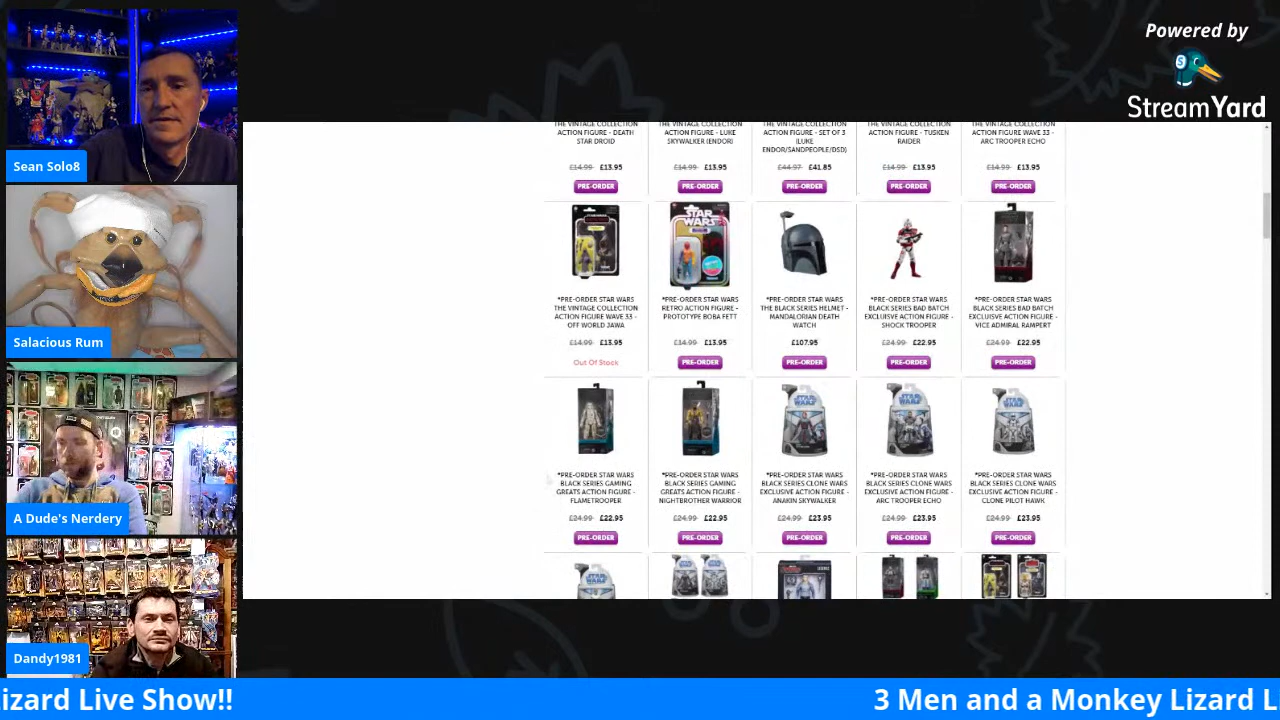 Powered by
StreamYard
Sean Solo8
Salacious Rum
A Dude's Nerdery
Dandy1981
THE VINTAGE COLLECTION
ACTION FIGURE - DEATH
STAR DROID
£14.99 £13.95
PRE-ORDER
THE VINTAGE COLLECTION
ACTION FIGURE - LUKE
SKYWALKER (ENDOR)
£14.99 £13.95
PRE-ORDER
THE VINTAGE COLLECTION
ACTION FIGURE - SET OF 3
(LUKE
ENDOR/SANDPEOPLE/DSD)
£44.97 £41.85
PRE-ORDER
THE VINTAGE COLLECTION
ACTION FIGURE - TUSKEN
RAIDER
£14.99 £13.95
PRE-ORDER
THE VINTAGE COLLECTION
ACTION FIGURE WAVE 33 -
ARC TROOPER ECHO
£14.99 £13.95
PRE-ORDER
*PRE-ORDER STAR WARS
THE VINTAGE COLLECTION
ACTION FIGURE WAVE 33 -
OFF WORLD JAWA
£14.99 £13.95
Out Of Stock
STAR
WARS
*PRE-ORDER STAR WARS
RETRO ACTION FIGURE -
PROTOTYPE BOBA FETT
£14.99 £13.95
PRE-ORDER
*PRE-ORDER STAR WARS
THE BLACK SERIES HELMET -
MANDALORIAN DEATH
WATCH
£107.95
PRE-ORDER
*PRE-ORDER STAR WARS
BLACK SERIES BAD BATCH
EXCLUISVE ACTION FIGURE -
SHOCK TROOPER
£24.99 £22.95
PRE-ORDER
*PRE-ORDER STAR WARS
BLACK SERIES BAD BATCH
EXCLUISVE ACTION FIGURE -
VICE ADMIRAL RAMPERT
£24.99 £22.95
PRE-ORDER
*PRE-ORDER STAR WARS
BLACK SERIES GAMING
GREATS ACTION FIGURE -
FLAMETROOPER
£24.99 £22.95
PRE-ORDER
*PRE-ORDER STAR WARS
BLACK SERIES GAMING
GREATS ACTION FIGURE -
NIGHTBROTHER WARRIOR
£24.99 £22.95
PRE-ORDER
*PRE-ORDER STAR WARS
BLACK SERIES CLONE WARS
EXCLUSIVE ACTION FIGURE -
ANAKIN SKYWALKER
£24.99 £23.95
PRE-ORDER
*PRE-ORDER STAR WARS
BLACK SERIES CLONE WARS
EXCLUSIVE ACTION FIGURE -
ARC TROOPER ECHO
£24.99 £23.95
PRE-ORDER
*PRE-ORDER STAR WARS
BLACK SERIES CLONE WARS
EXCLUSIVE ACTION FIGURE -
CLONE PILOT HAWK
£24.99 £23.95
PRE-ORDER
izard Live Show!! 3 Men and a Monkey Lizard L